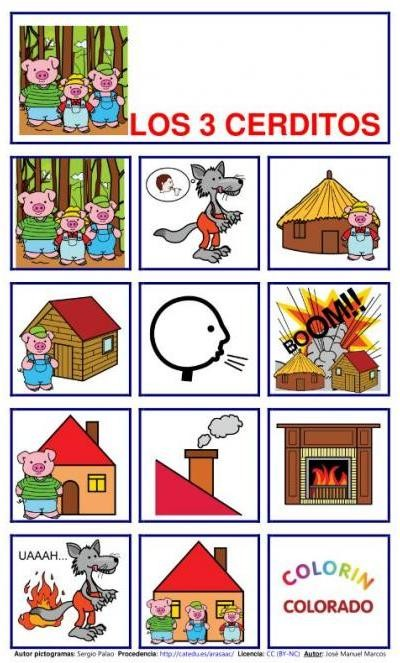 LOS 3 CERDITOS
BOOM!!
UAAAH...
COLORIN
COLORADO
Autor pictogramas: Sergio Palao Procedencia: http://catedu.es/arasaac/ Licencia: CC (BY-NC) Autor: José Manuel Marcos